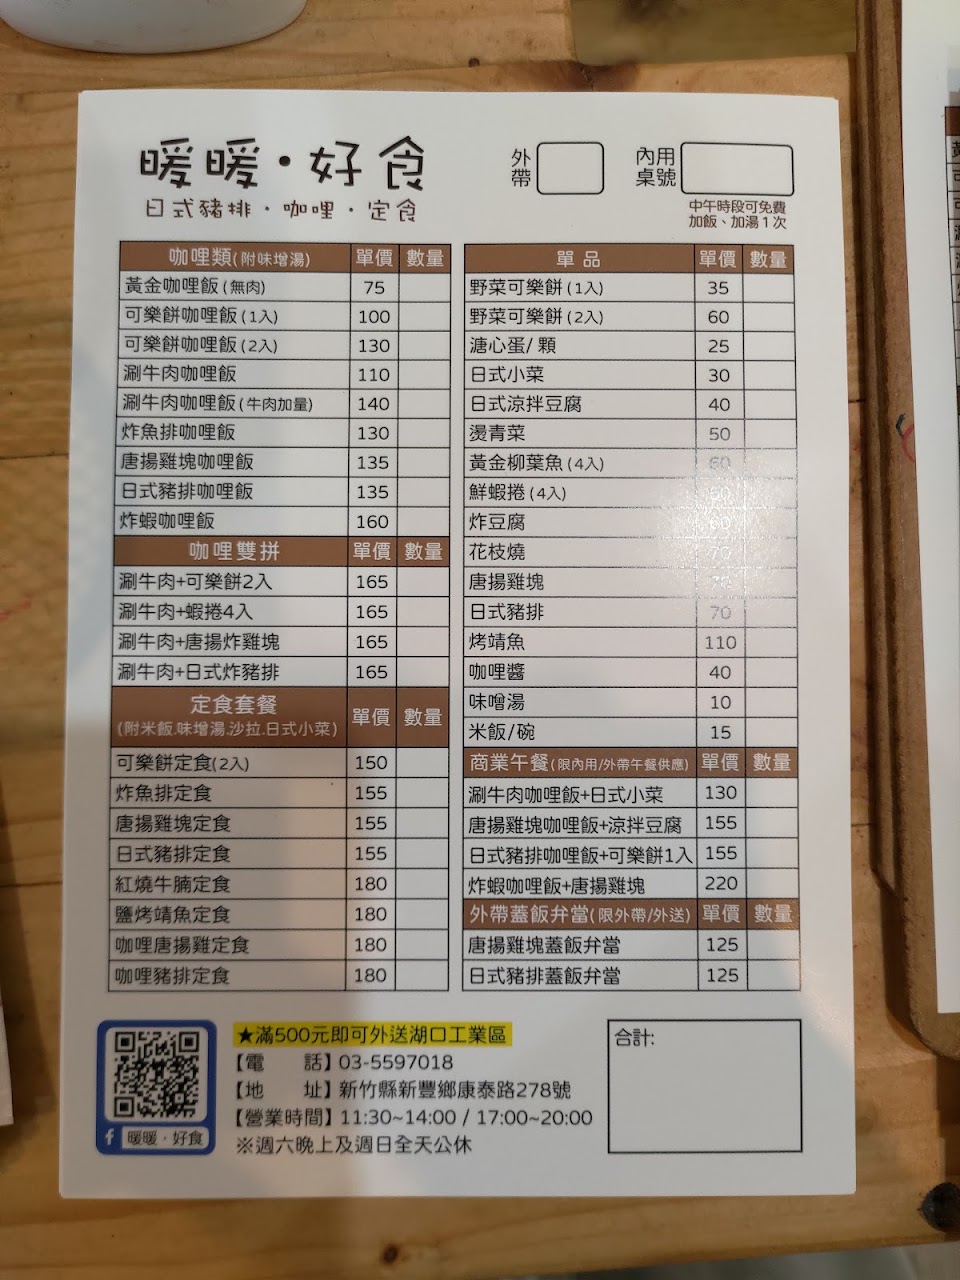 暖暖・好食
日式豬排・咖哩・定食
外帶
內用桌號
中午時段可免費
加飯、加湯1次
咖哩類(附味增湯) 單價 數量
黃金咖哩飯(無肉) 75
可樂餅咖哩飯(1入) 100
可樂餅咖哩飯(2入) 130
涮牛肉咖哩飯 110
涮牛肉咖哩飯(牛肉加量) 140
炸魚排咖哩飯 130
唐揚雞塊咖哩飯 135
日式豬排咖哩飯 135
炸蝦咖哩飯 160
咖哩雙拼 單價 數量
涮牛肉+可樂餅2入 165
涮牛肉+蝦捲4入 165
涮牛肉+唐揚炸雞塊 165
涮牛肉+日式炸豬排 165
定食套餐 單價 數量
(附米飯.味增湯.沙拉.日式小菜)
可樂餅定食(2入) 150
炸魚排定食 155
唐揚雞塊定食 155
日式豬排定食 155
紅燒牛腩定食 180
鹽烤鯖魚定食 180
咖哩唐揚雞定食 180
咖哩豬排定食 180
單品 單價 數量
野菜可樂餅(1入) 35
野菜可樂餅(2入) 60
溏心蛋/顆 25
日式小菜 30
日式涼拌豆腐 40
燙青菜 50
黃金柳葉魚(4入) 60
鮮蝦捲(4入) 60
炸豆腐 60
花枝燒 70
唐揚雞塊 70
日式豬排 70
烤鯖魚 110
咖哩醬 40
味噌湯 10
米飯/碗 15
商業午餐(限內用/外帶午餐供應) 單價 數量
涮牛肉咖哩飯+日式小菜 130
唐揚雞塊咖哩飯+涼拌豆腐 155
日式豬排咖哩飯+可樂餅1入 155
炸蝦咖哩飯+唐揚雞塊 220
外帶蓋飯弁當(限外帶/外送) 單價 數量
唐揚雞塊蓋飯弁當 125
日式豬排蓋飯弁當 125
f 暖暖・好食
★滿500元即可外送湖口工業區
【電話】03-5597018
【地址】新竹縣新豐鄉康泰路278號
【營業時間】11:30~14:00 / 17:00~20:00
※週六晚上及週日全天公休
合計: